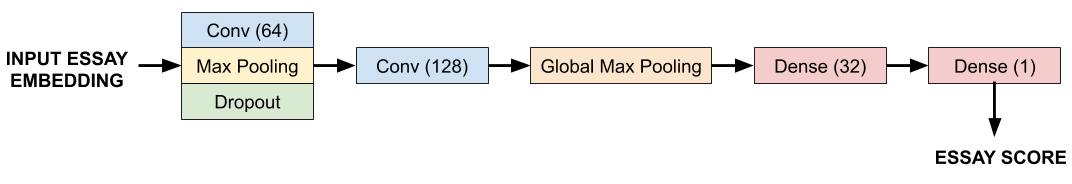 INPUT ESSAY
EMBEDDING
Conv (64)
Max Pooling
Dropout
Conv (128)
Global Max Pooling
Dense (32)
Dense (1)
ESSAY SCORE